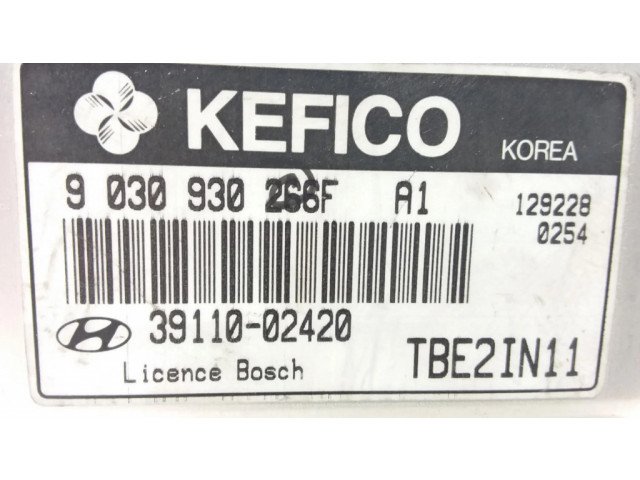 KEFICO
KOREA
9 030 930 266F A1
129228
0254
39110-02420
TBE2IN11
Licence Bosch